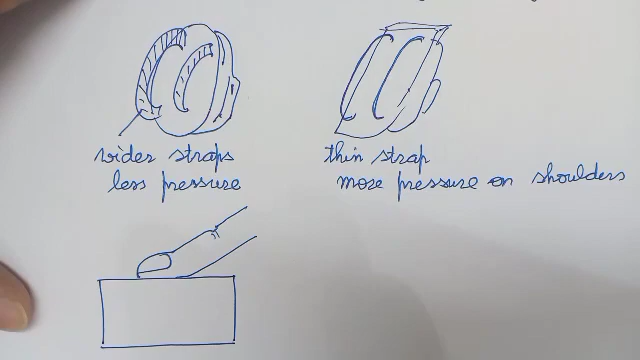 wider straps
less pressure
thin strap
more pressure on shoulders